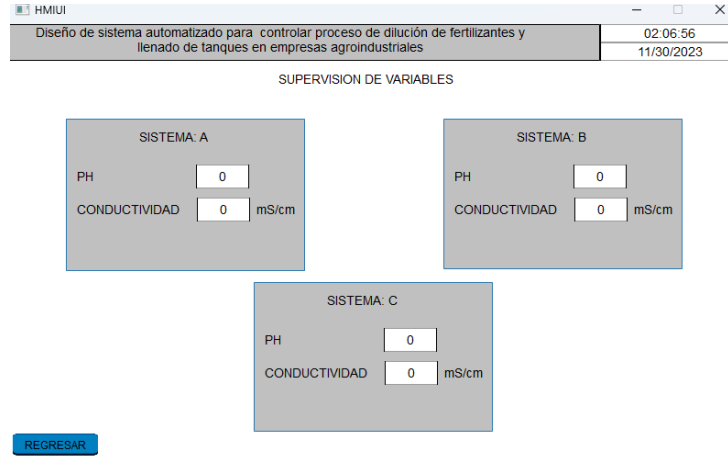 HMIUI
Diseño de sistema automatizado para controlar proceso de dilución de fertilizantes y
llenado de tanques en empresas agroindustriales
02:06:56
11/30/2023
SUPERVISION DE VARIABLES
SISTEMA: A
PH 0
CONDUCTIVIDAD 0 mS/cm
SISTEMA: B
PH 0
CONDUCTIVIDAD 0 mS/cm
SISTEMA: C
PH 0
CONDUCTIVIDAD 0 mS/cm
REGRESAR